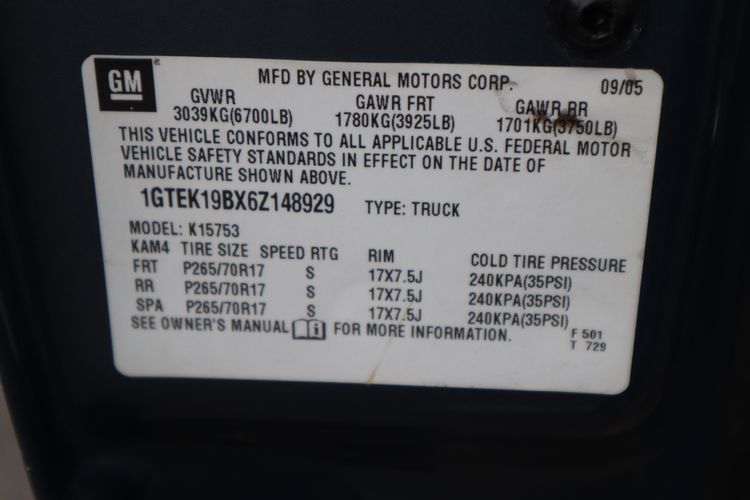 GM
MFD BY GENERAL MOTORS CORP. 09/05
GVWR GAWR FRT GAWR RR
3039KG(6700LB) 1780KG(3925LB) 1701KG(3750LB)
THIS VEHICLE CONFORMS TO ALL APPLICABLE U.S. FEDERAL MOTOR
VEHICLE SAFETY STANDARDS IN EFFECT ON THE DATE OF
MANUFACTURE SHOWN ABOVE.
1GTEK19BX6Z148929 TYPE: TRUCK
MODEL: K15753
KAM4 TIRE SIZE SPEED RTG RIM COLD TIRE PRESSURE
FRT P265/70R17 S 17X7.5J 240KPA(35PSI)
RR P265/70R17 S 17X7.5J 240KPA(35PSI)
SPA P265/70R17 S 17X7.5J 240KPA(35PSI)
SEE OWNER'S MANUAL FOR MORE INFORMATION.
F 501
T 729